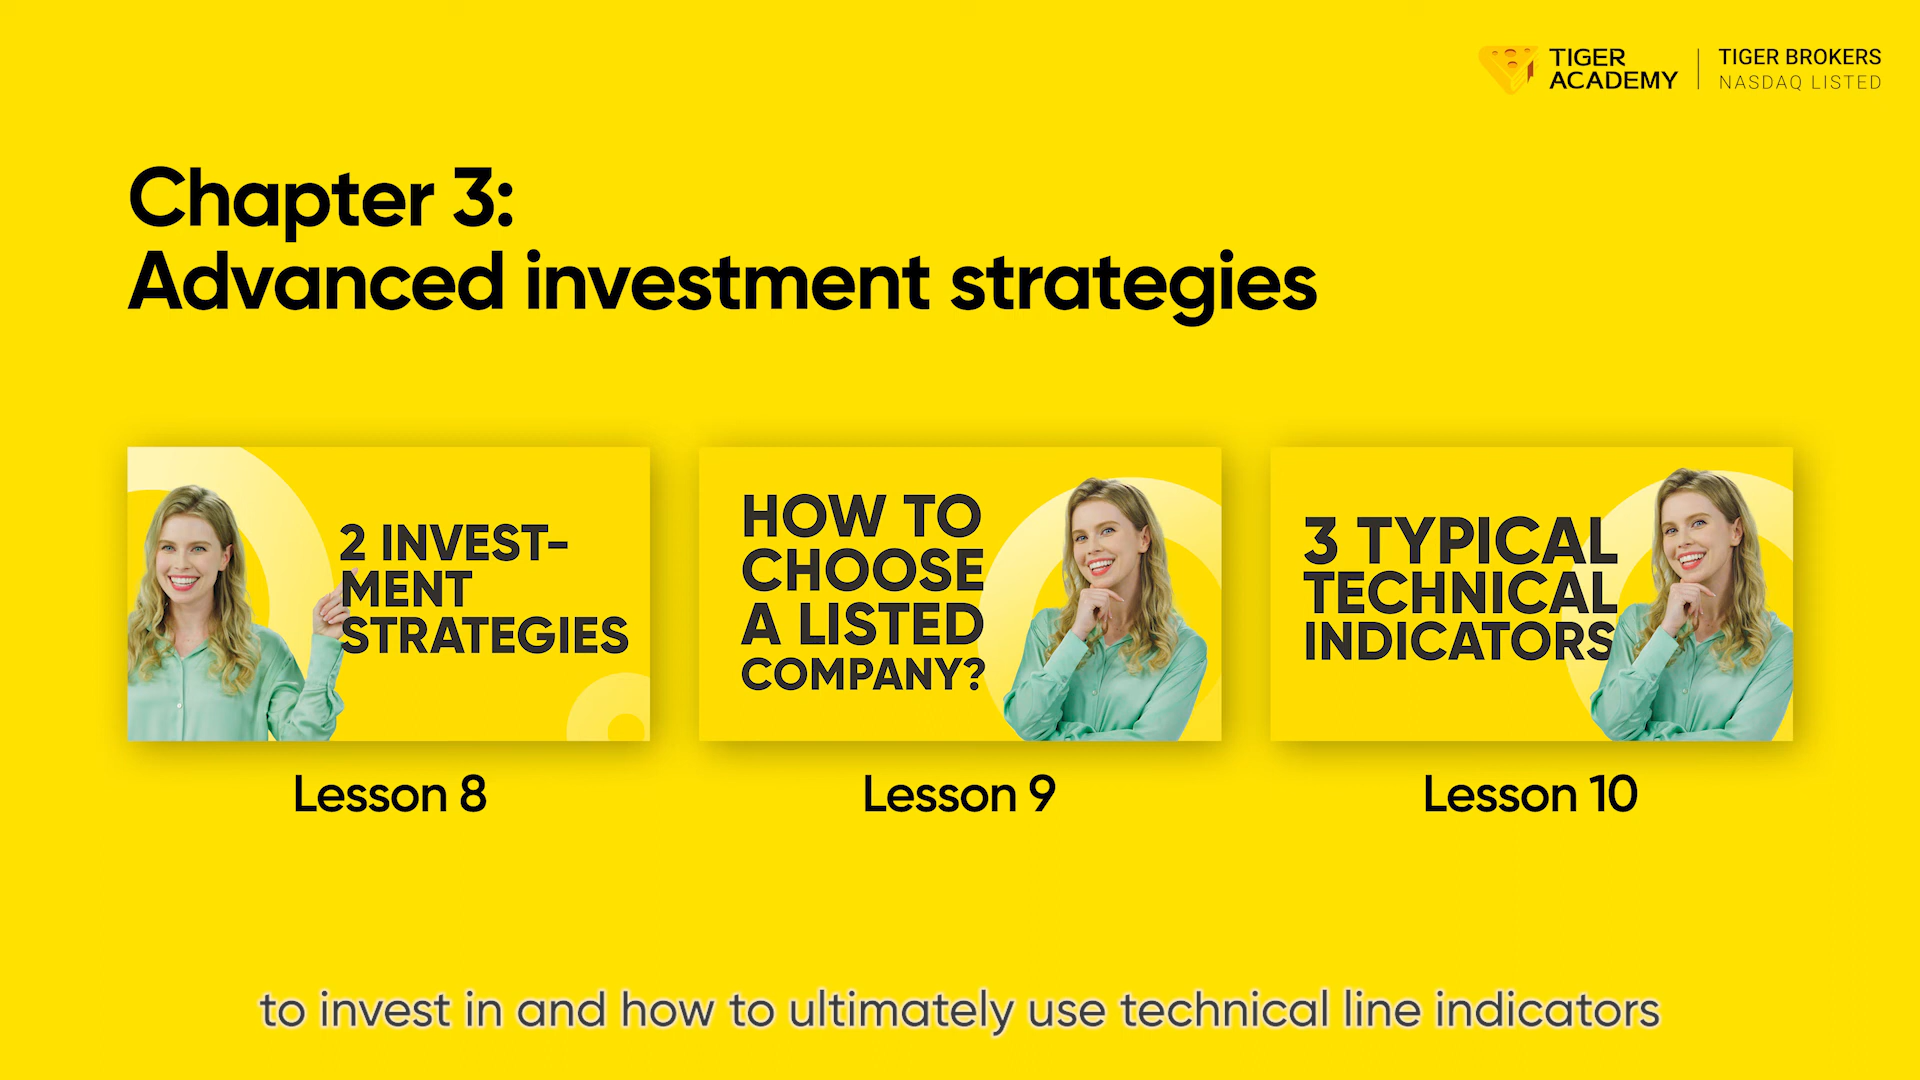 TIGER
ACADEMY
TIGER BROKERS
NASDAQ LISTED
Chapter 3:
Advanced investment strategies
2 INVEST-
MENT
STRATEGIES
HOW TO
CHOOSE
A LISTED
COMPANY?
3 TYPICAL
TECHNICAL
INDICATORS
Lesson 8
Lesson 9
Lesson 10
to invest in and how to ultimately use technical line indicators